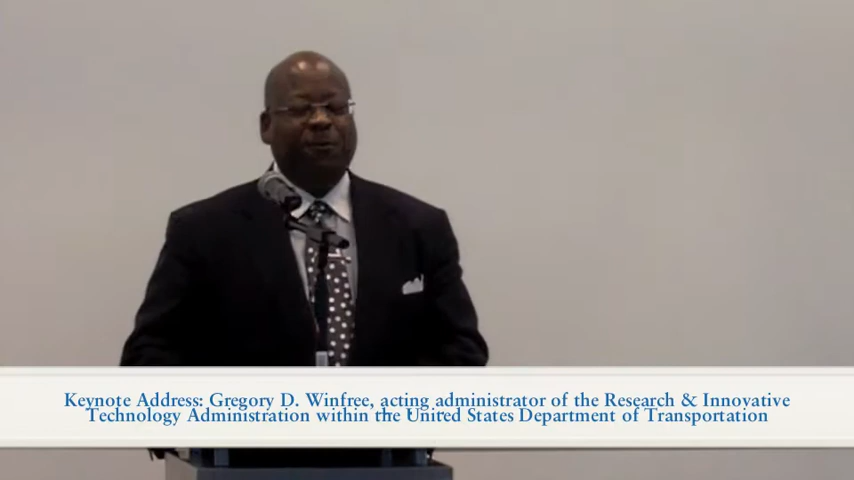 Keynote Address: Gregory D. Winfree, acting administrator of the Research & Innovative
Technology Administration within the United States Department of Transportation